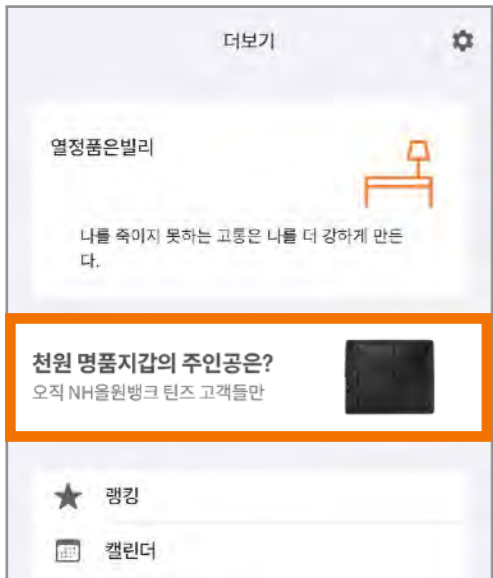 더보기
열정품은빌리
나를 죽이지 못하는 고통은 나를 더 강하게 만든
다.
천원 명품지갑의 주인공은?
오직 NH올원뱅크 틴즈 고객들만
랭킹
캘린더